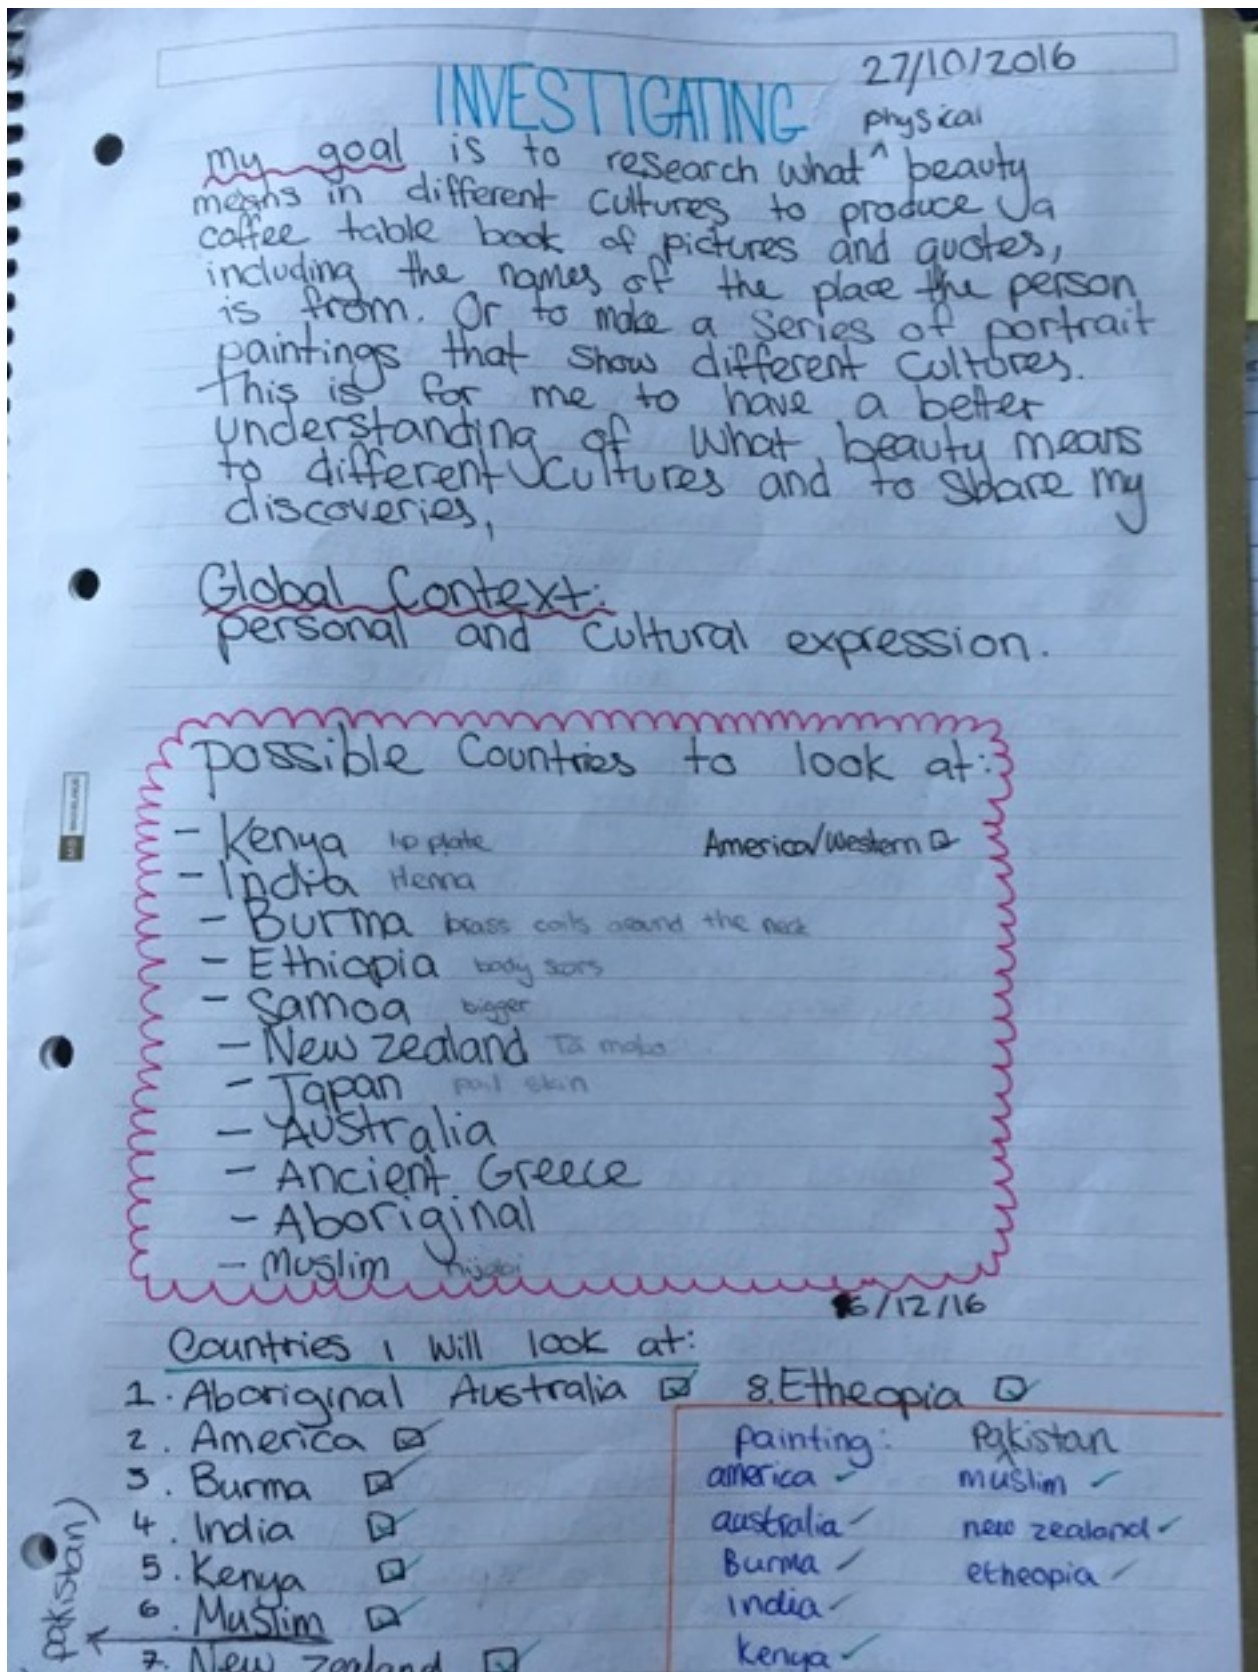 27/10/2016
INVESTIGATING
physical
my goal is to research what ^ beauty
means in different cultures to produce a
coffee table book of pictures and quotes,
including the names of the place the person
is from. Or to make a series of portrait
paintings that show different cultures.
This is for me to have a better
understanding of what beauty means
to different cultures and to share my
discoveries,
Global Context:
personal and cultural expression.
possible Countries to look at:
- Kenya lip plate
America/Western
- India Henna
- Burma brass coils around the neck
- Ethiopia body scars
- Samoa bigger
- New zealand Tā moko
- Japan pail skin
- Australia
- Ancient Greece
- Aboriginal
- Muslim hijabi
6/12/16
Countries i will look at:
1. Aboriginal Australia
8. Etheopia
2. America
3. Burma
4. India
5. Kenya
6. Muslim
7. New zealand
pakistan)
painting:
america
australia
Burma
India
kenya
Pakistan
muslim
new zealand
etheopia